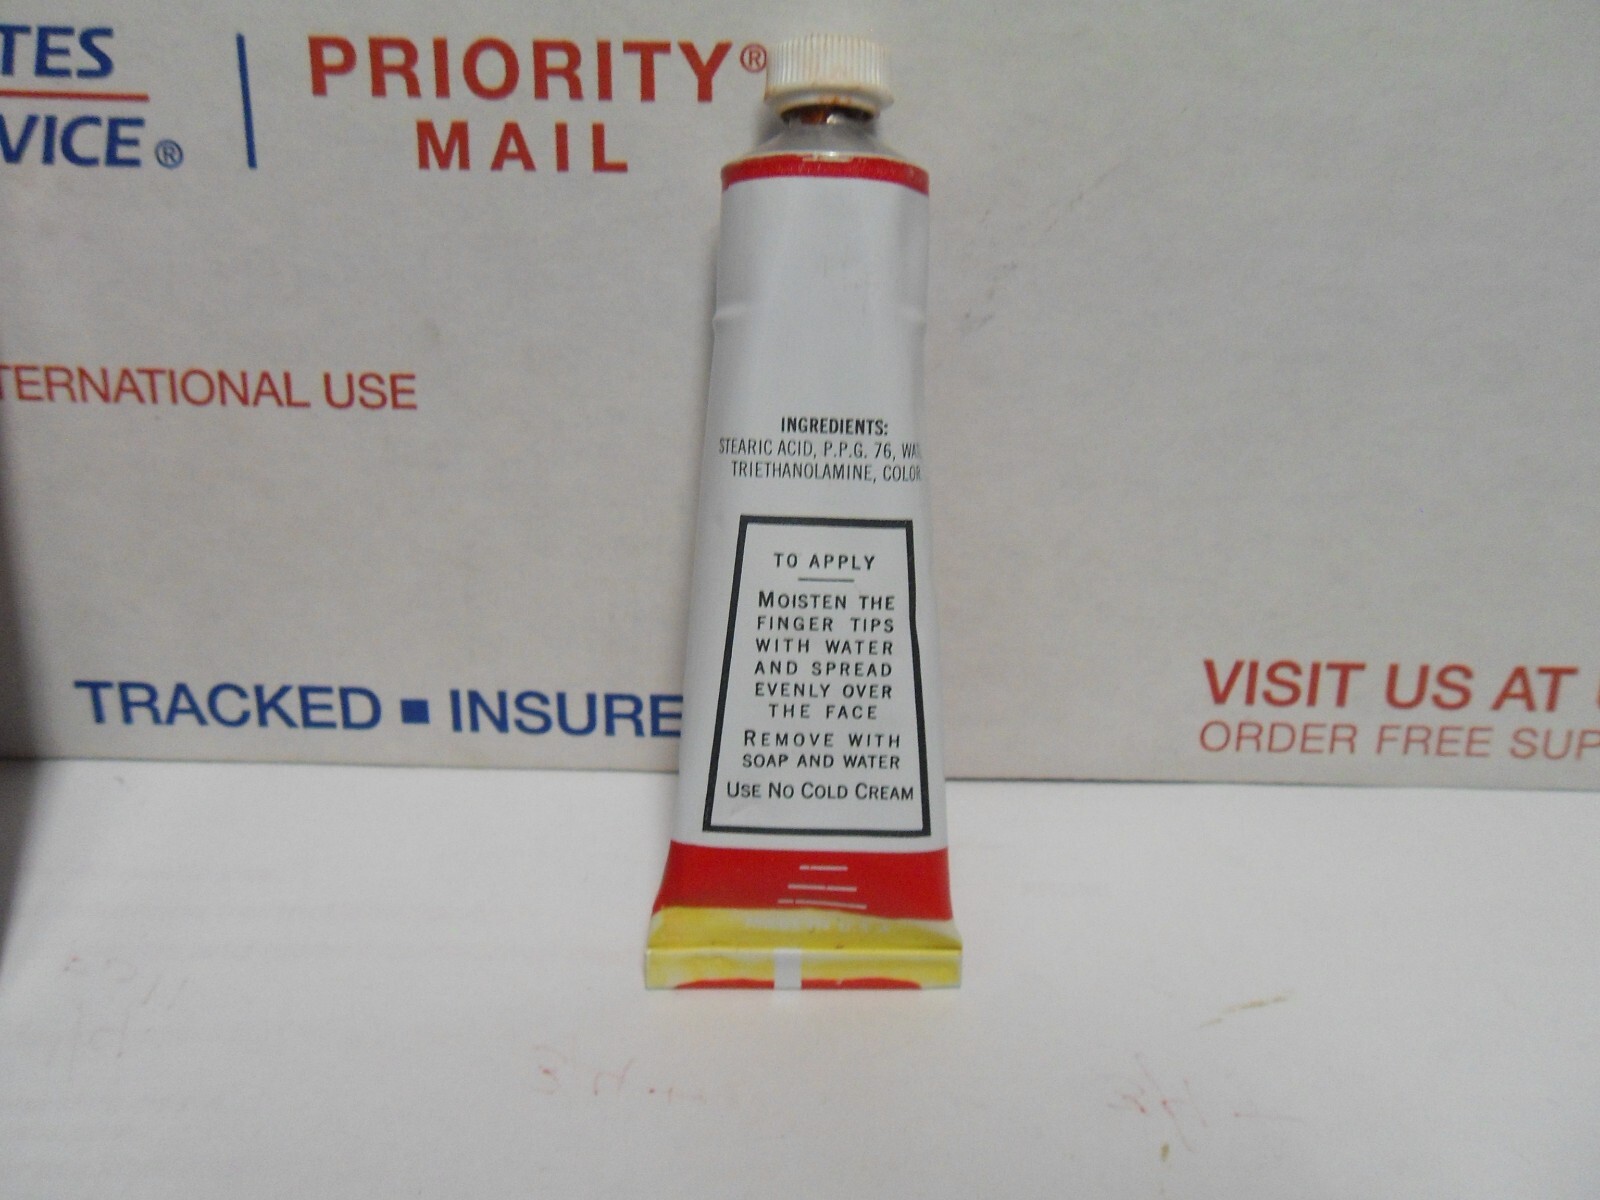 TES
VICE®
PRIORITY®
MAIL
TERNATIONAL USE
TRACKED ■ INSURE
VISIT US AT
ORDER FREE SUP
INGREDIENTS:
STEARIC ACID, P.P.G. 76, WAT
TRIETHANOLAMINE, COLOR
TO APPLY
MOISTEN THE
FINGER TIPS
WITH WATER
AND SPREAD
EVENLY OVER
THE FACE
REMOVE WITH
SOAP AND WATER
USE NO COLD CREAM